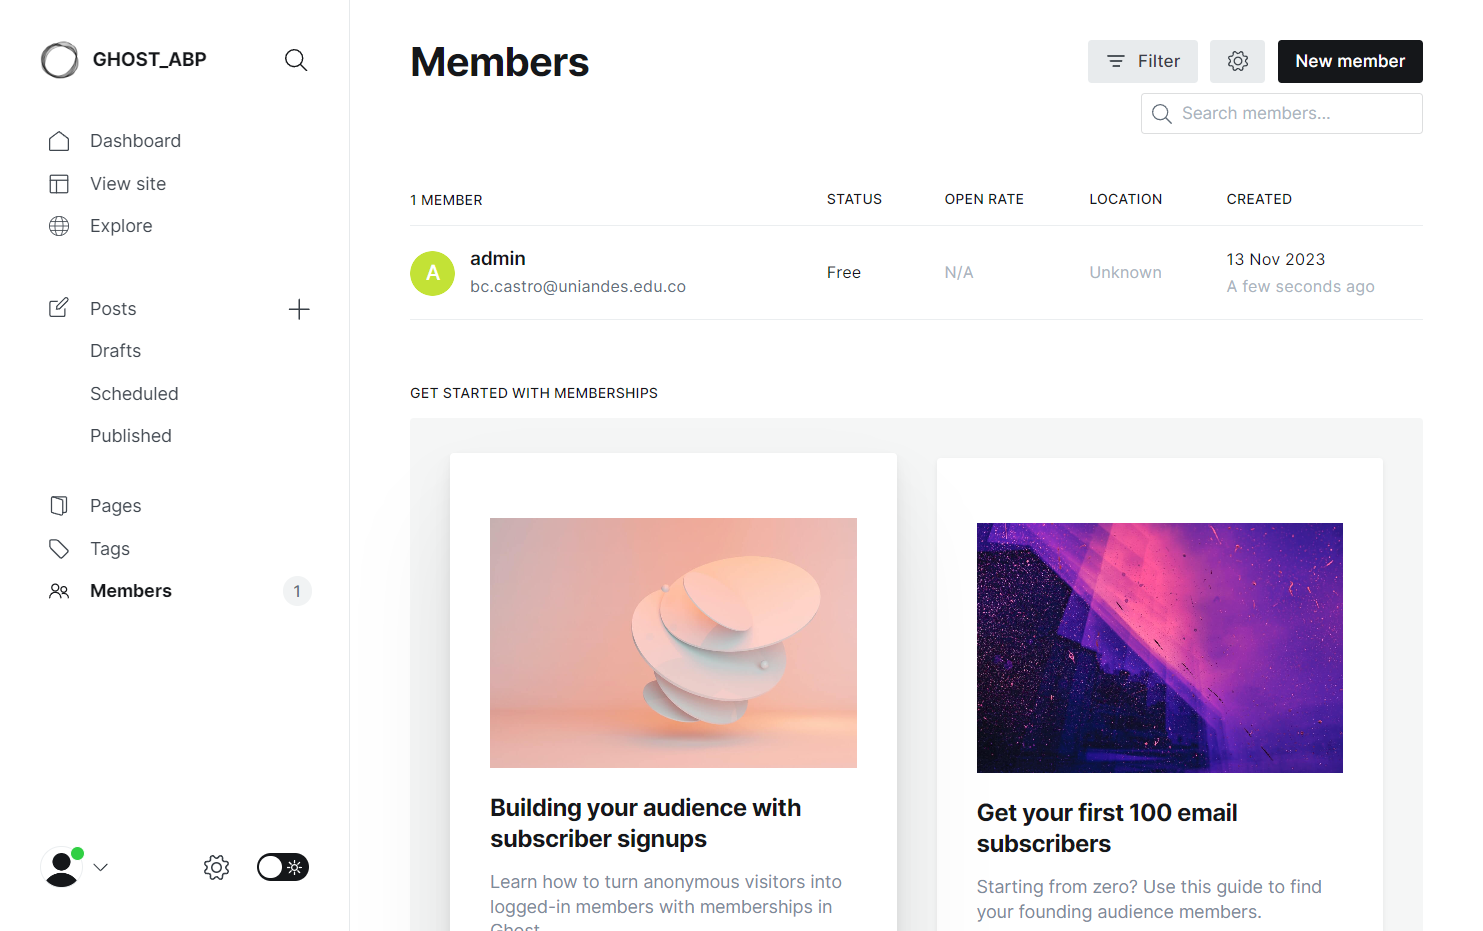 GHOST_ABP
Dashboard
View site
Explore
Posts
Drafts
Scheduled
Published
Pages
Tags
Members
1
Members
Filter
New member
Search members...
1 MEMBER
STATUS
OPEN RATE
LOCATION
CREATED
A
admin
bc.castro@uniandes.edu.co
Free
N/A
Unknown
13 Nov 2023
A few seconds ago
GET STARTED WITH MEMBERSHIPS
Building your audience with
subscriber signups
Learn how to turn anonymous visitors into
logged-in members with memberships in
Ghost.
Get your first 100 email
subscribers
Starting from zero? Use this guide to find
your founding audience members.